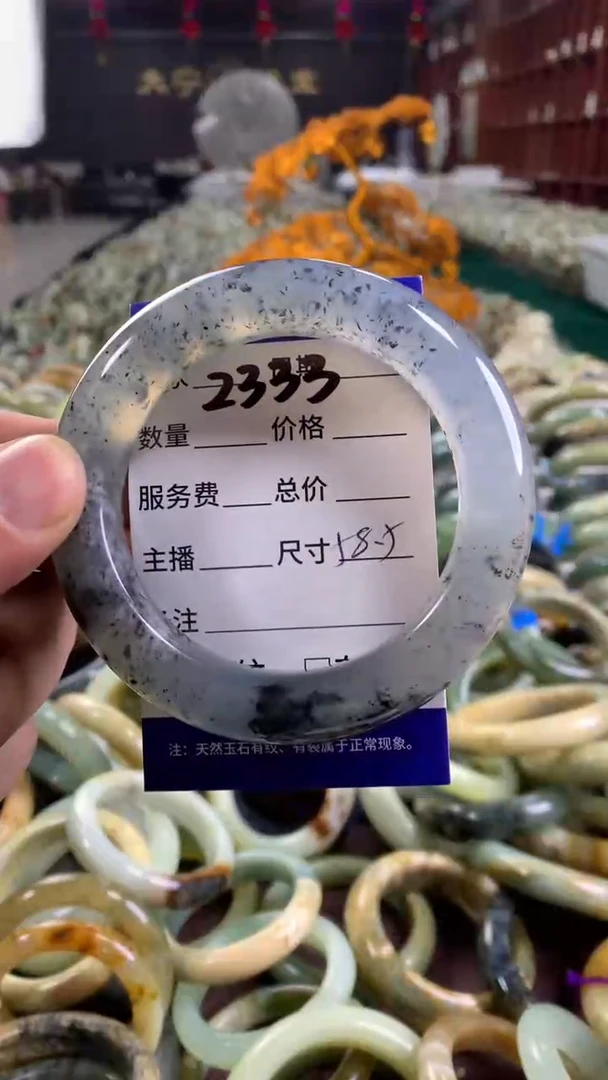 2333
数量 价格
服务费 总价
主播 尺寸 58.5
注
注：天然玉石有纹、有裂属于正常现象。